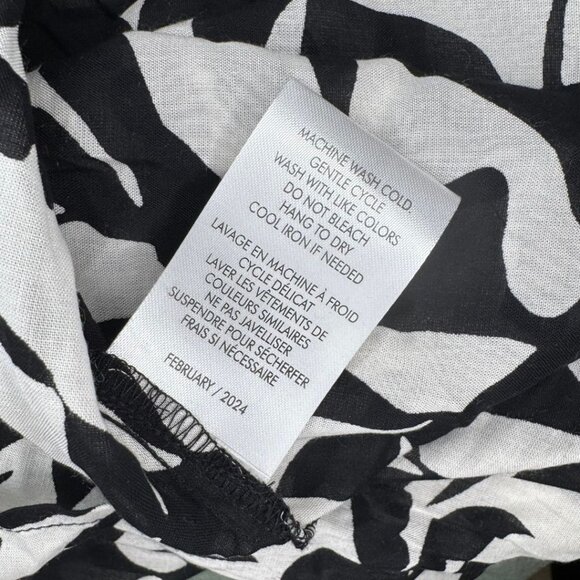 MACHINE WASH COLD.
GENTLE CYCLE
WASH WITH LIKE COLORS
DO NOT BLEACH
HANG TO DRY
COOL IRON IF NEEDED
LAVAGE EN MACHINE À FROID
CYCLE DÉLICAT
LAVER LES VÊTEMENTS DE
COULEURS SIMILAIRES
NE PAS JAVELLISER
SUSPENDRE POUR SÉCHERFER
FRAIS SI NÉCESSAIRE
FEBRUARY / 2024